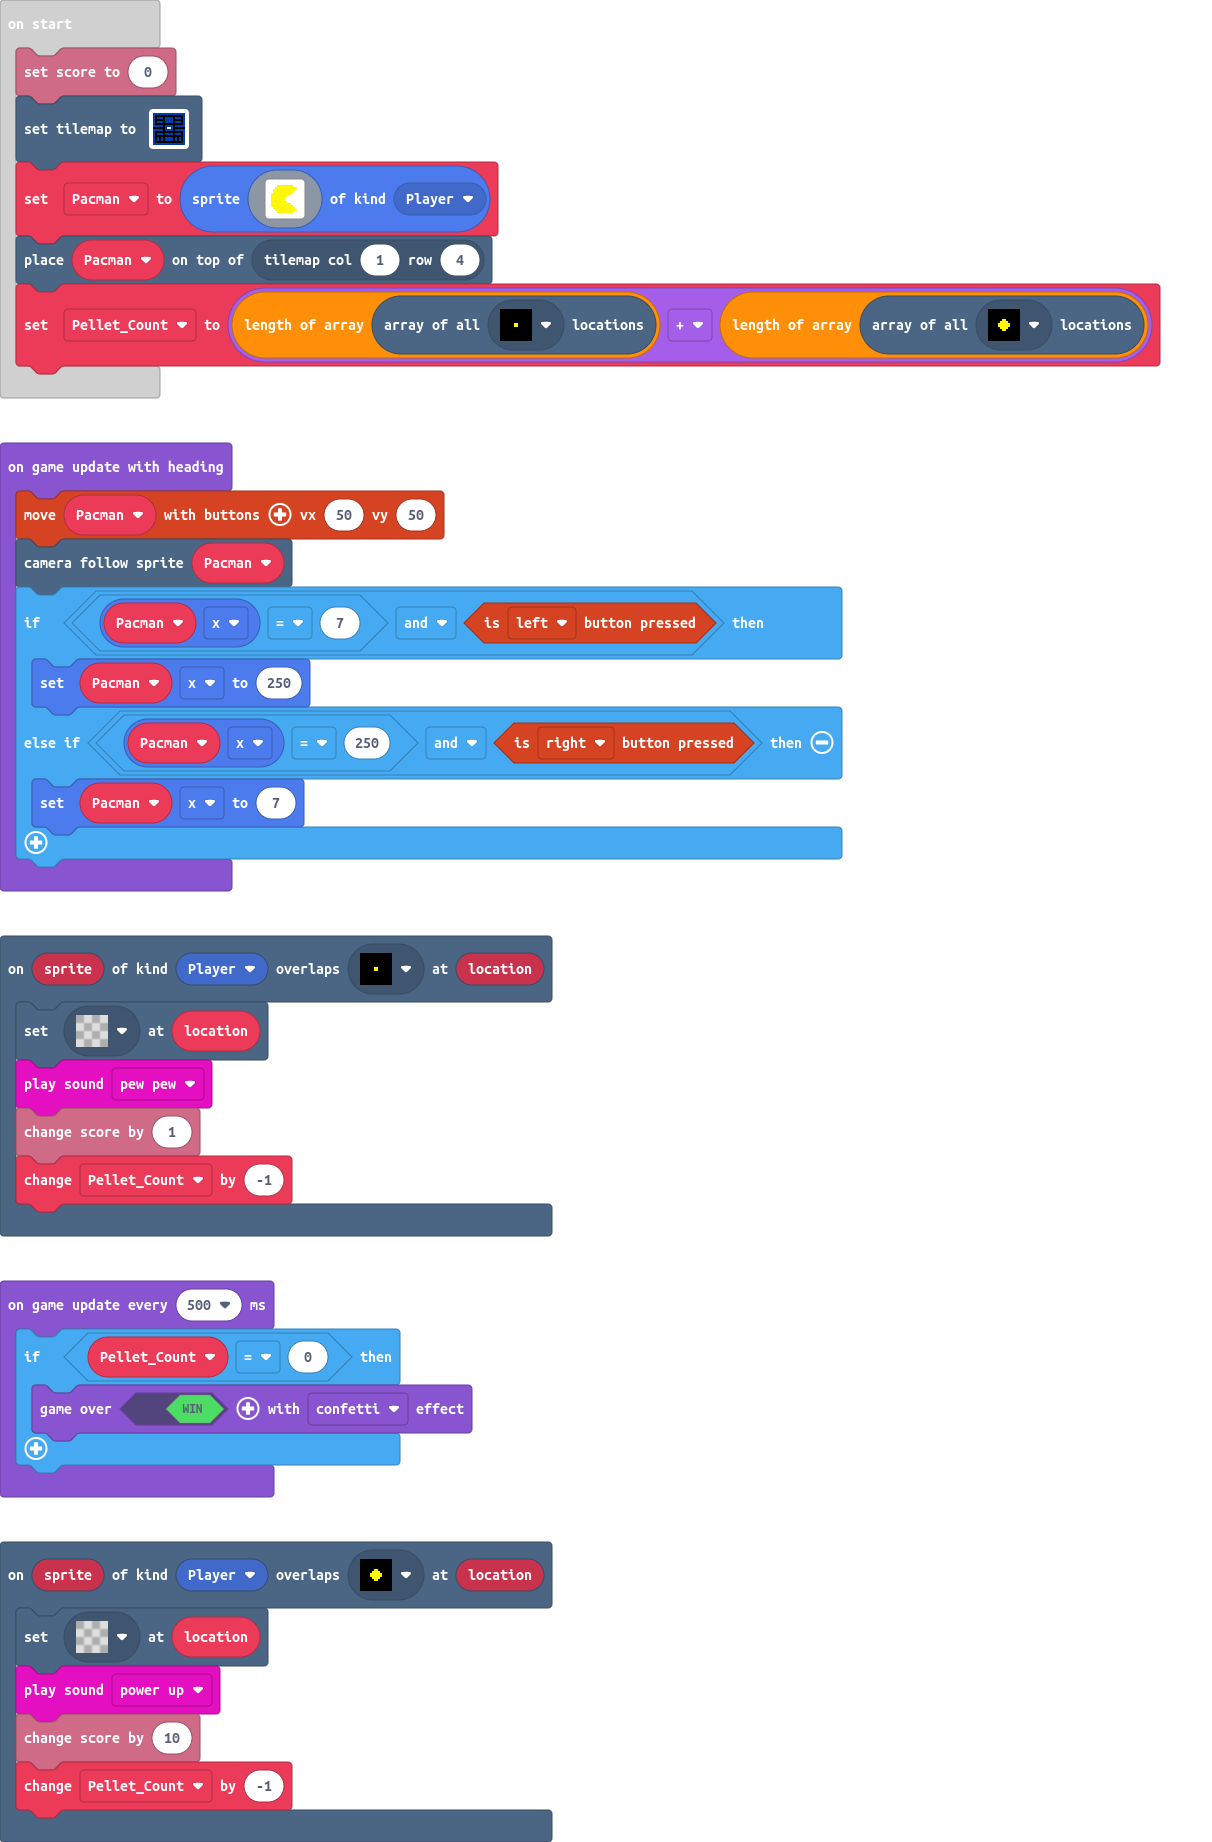 on start
set score to 0
set tilemap to
set Pacman to sprite of kind Player
place Pacman on top of tilemap col 1 row 4
set Pellet_Count to length of array array of all locations + length of array array of all locations
on game update with heading
move Pacman with buttons vx 50 vy 50
camera follow sprite Pacman
if Pacman x = 7 and is left button pressed then
set Pacman x to 250
else if Pacman x = 250 and is right button pressed then
set Pacman x to 7
on sprite of kind Player overlaps at location
set at location
play sound pew pew
change score by 1
change Pellet_Count by -1
on game update every 500 ms
if Pellet_Count = 0 then
game over WIN with confetti effect
on sprite of kind Player overlaps at location
set at location
play sound power up
change score by 10
change Pellet_Count by -1